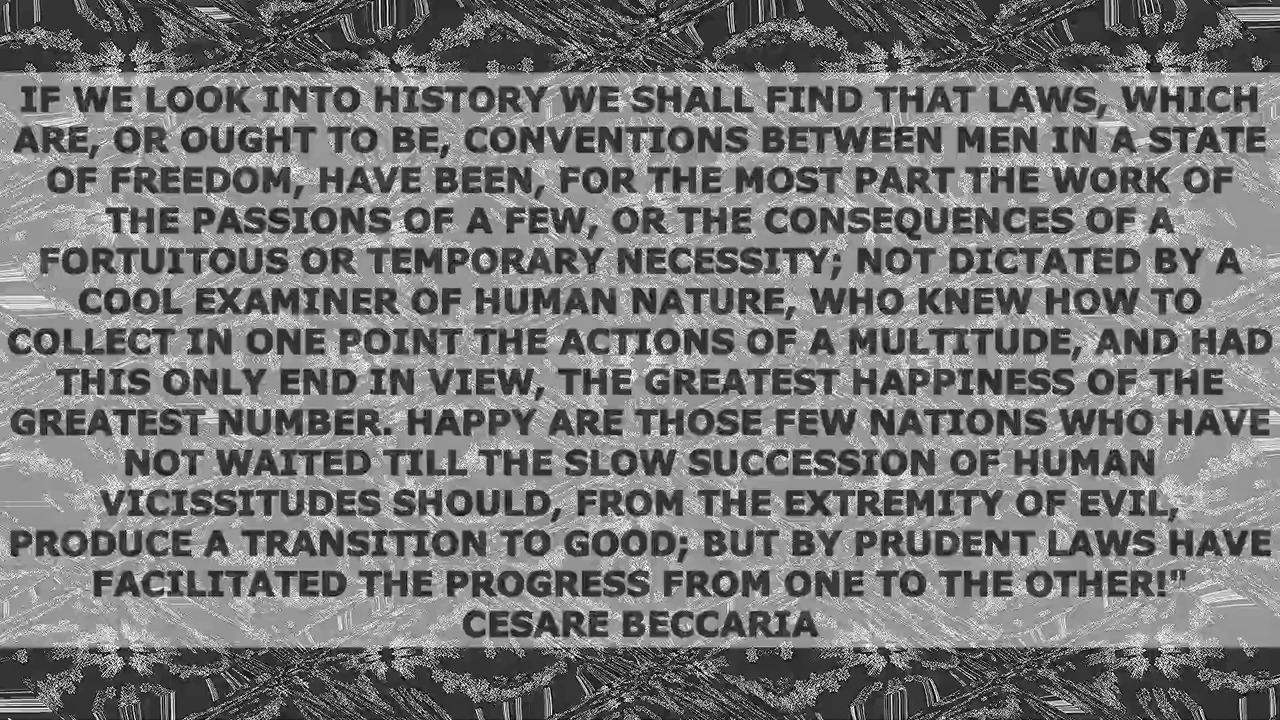 IF WE LOOK INTO HISTORY WE SHALL FIND THAT LAWS, WHICH
ARE, OR OUGHT TO BE, CONVENTIONS BETWEEN MEN IN A STATE
OF FREEDOM, HAVE BEEN, FOR THE MOST PART THE WORK OF
THE PASSIONS OF A FEW, OR THE CONSEQUENCES OF A
FORTUITOUS OR TEMPORARY NECESSITY; NOT DICTATED BY A
COOL EXAMINER OF HUMAN NATURE, WHO KNEW HOW TO
COLLECT IN ONE POINT THE ACTIONS OF A MULTITUDE, AND HAD
THIS ONLY END IN VIEW, THE GREATEST HAPPINESS OF THE
GREATEST NUMBER. HAPPY ARE THOSE FEW NATIONS WHO HAVE
NOT WAITED TILL THE SLOW SUCCESSION OF HUMAN
VICISSITUDES SHOULD, FROM THE EXTREMITY OF EVIL,
PRODUCE A TRANSITION TO GOOD; BUT BY PRUDENT LAWS HAVE
FACILITATED THE PROGRESS FROM ONE TO THE OTHER!"
CESARE BECCARIA